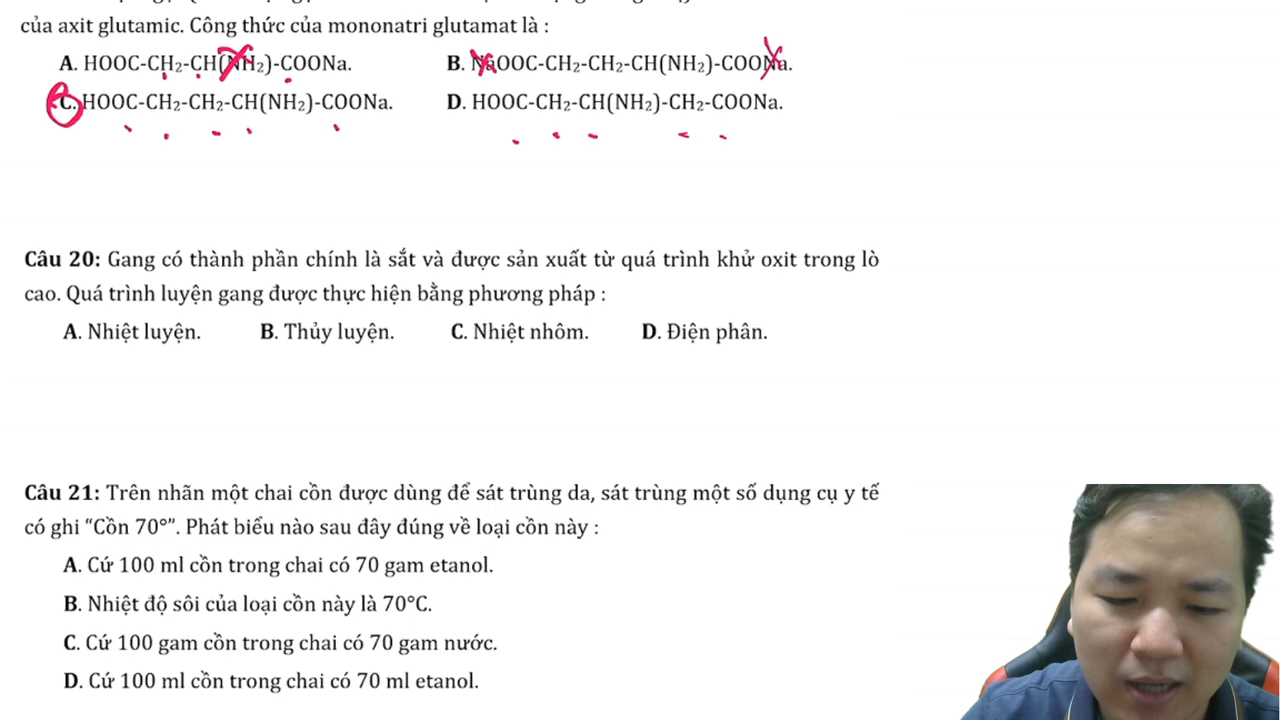 của axit glutamic. Công thức của mononatri glutamat là :
A. HOOC-CH₂-CH(NH₂)-COONa.
B. NaOOC-CH₂-CH₂-CH(NH₂)-COONa.
C. HOOC-CH₂-CH₂-CH(NH₂)-COONa.
D. HOOC-CH₂-CH(NH₂)-CH₂-COONa.
Câu 20: Gang có thành phần chính là sắt và được sản xuất từ quá trình khử oxit trong lò
cao. Quá trình luyện gang được thực hiện bằng phương pháp :
A. Nhiệt luyện. B. Thủy luyện. C. Nhiệt nhôm. D. Điện phân.
Câu 21: Trên nhãn một chai cồn được dùng để sát trùng da, sát trùng một số dụng cụ y tế
có ghi “Cồn 70°”. Phát biểu nào sau đây đúng về loại cồn này :
A. Cứ 100 ml cồn trong chai có 70 gam etanol.
B. Nhiệt độ sôi của loại cồn này là 70°C.
C. Cứ 100 gam cồn trong chai có 70 gam nước.
D. Cứ 100 ml cồn trong chai có 70 ml etanol.